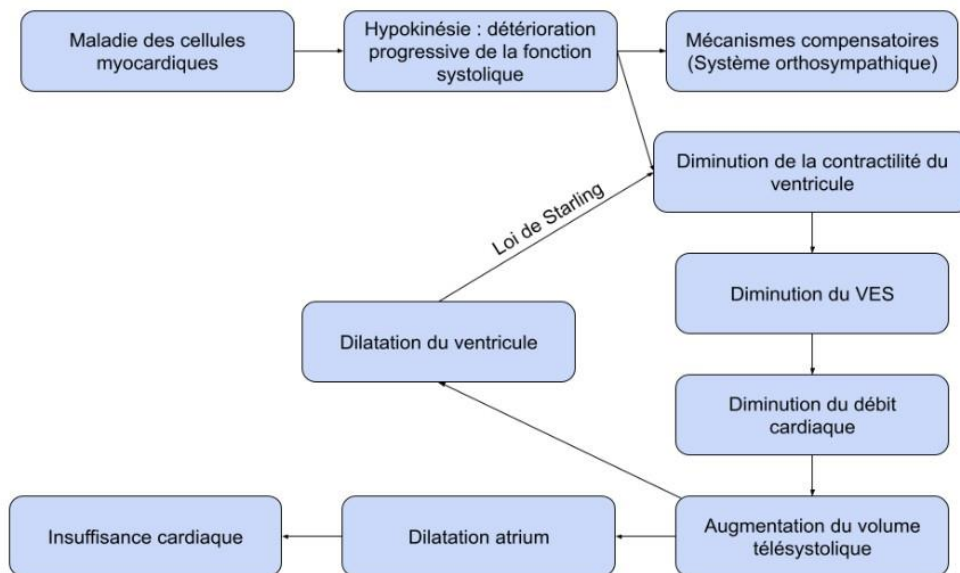 Maladie des cellules
myocardiques
Hypokinésie : détérioration
progressive de la fonction
systolique
Mécanismes compensatoires
(Système orthosympathique)
Diminution de la contractilité du
ventricule
Loi de Starling
Diminution du VES
Dilatation du ventricule
Diminution du débit
cardiaque
Augmentation du volume
télésystolique
Dilatation atrium
Insuffisance cardiaque